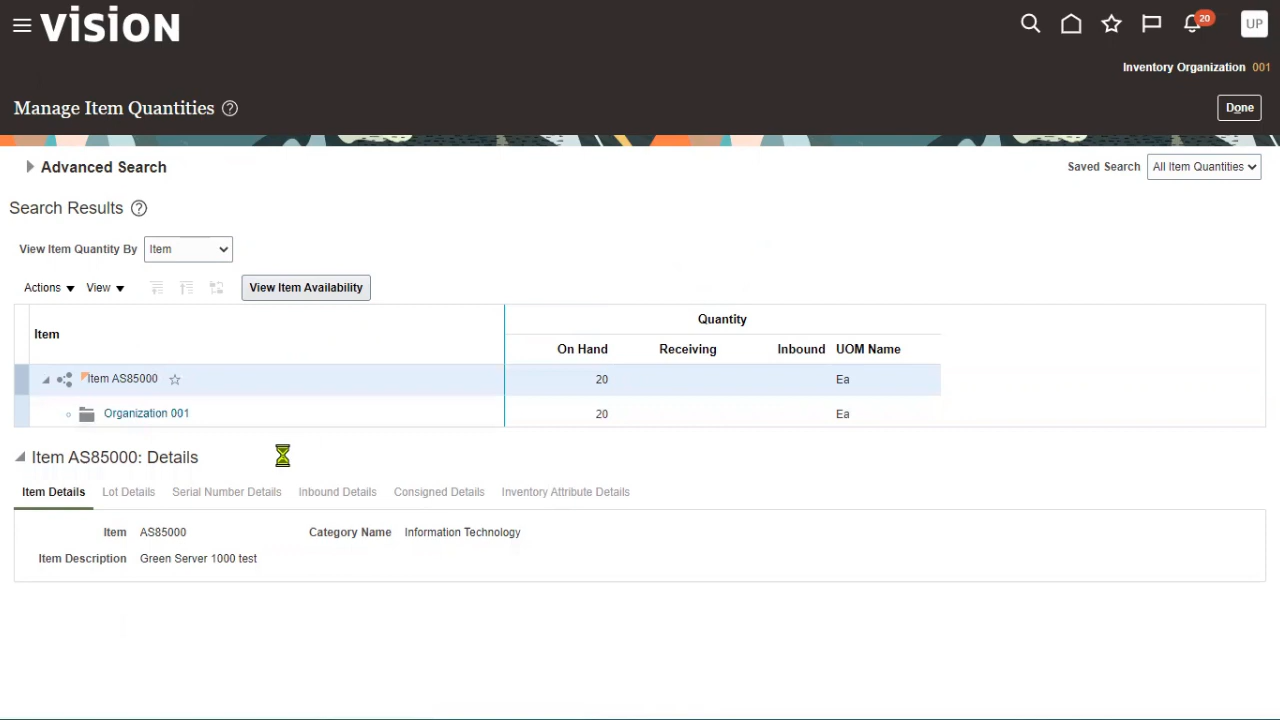 vision
20
UP
Inventory Organization 001
Manage Item Quantities ?
Done
Advanced Search
Saved Search All Item Quantities
Search Results ?
View Item Quantity By Item
Actions View View Item Availability
Item
Quantity
On Hand Receiving Inbound UOM Name
Item AS85000 20 Ea
Organization 001 20 Ea
Item AS85000: Details
Item Details Lot Details Serial Number Details Inbound Details Consigned Details Inventory Attribute Details
Item AS85000 Category Name Information Technology
Item Description Green Server 1000 test